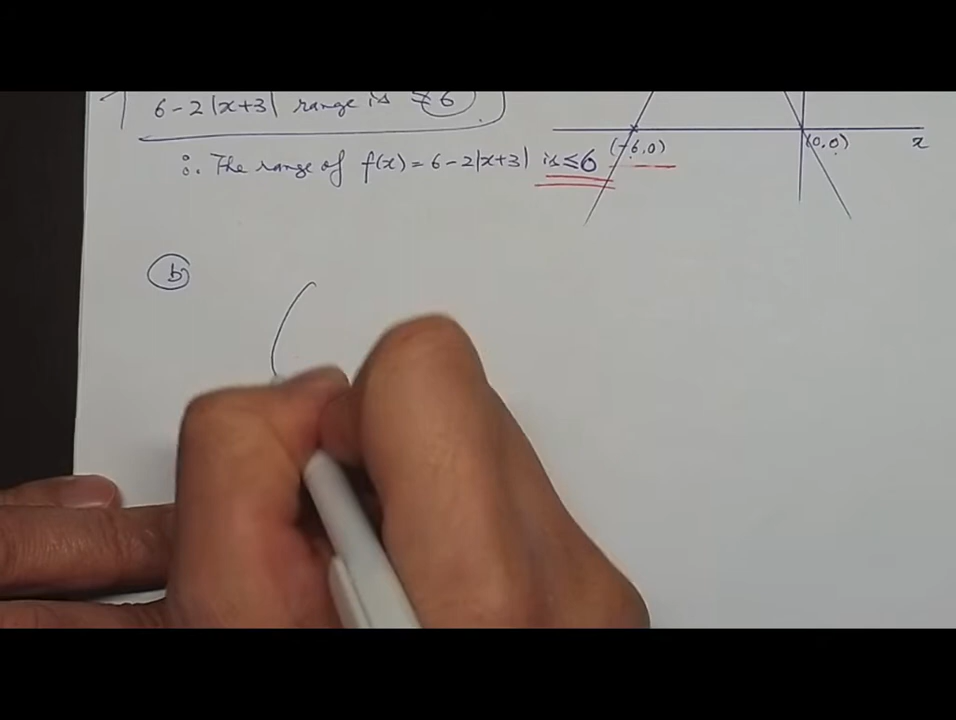 6-2|x+3| range is ≯6
∴ The range of f(x) = 6-2|x+3| is ≤6
(-6,0)
(0,0)
x
b